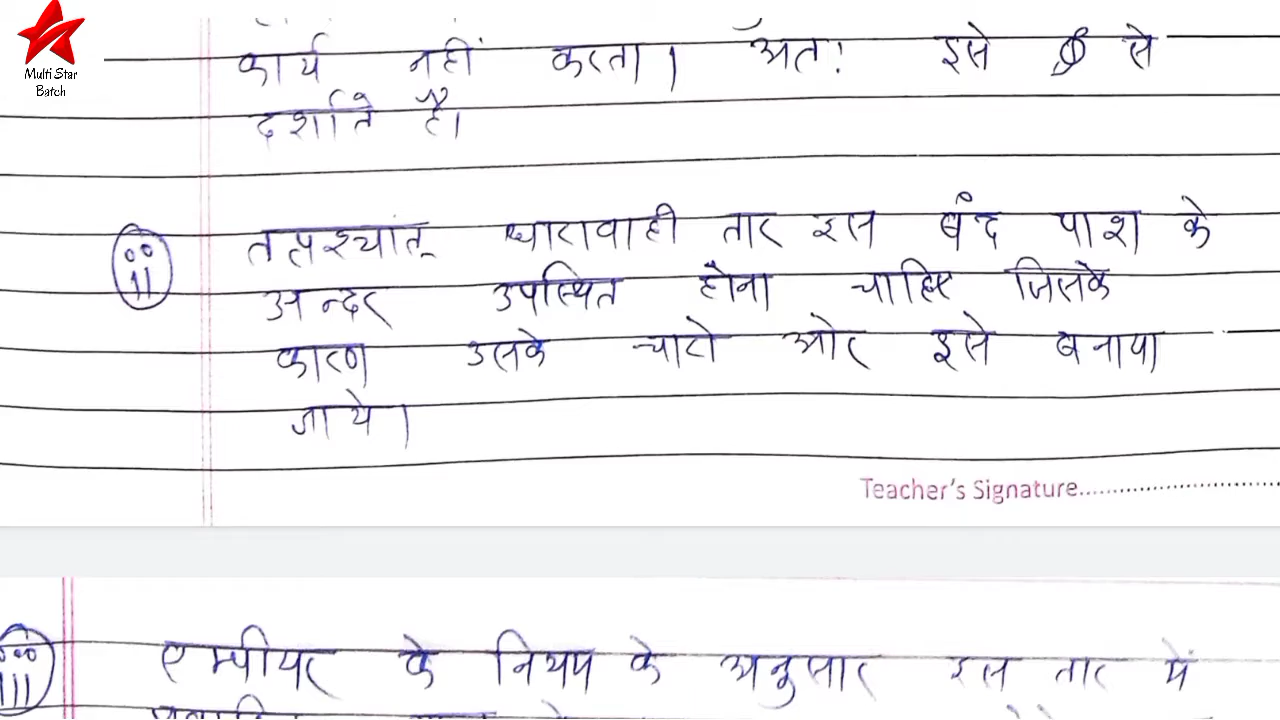 Multi Star
Batch
कार्य नहीं करता। अतः इसे ∮ से
दर्शाते है।
(ii) तत्पश्चात् धारावाही तार इस बंद पाश के
अन्दर उपस्थित होना चाहिए जिसके
कारण उसके चारो ओर इसे बनाया
जाये।
Teacher's Signature
(iii) एम्पीयर के नियम के अनुसार इस तार में